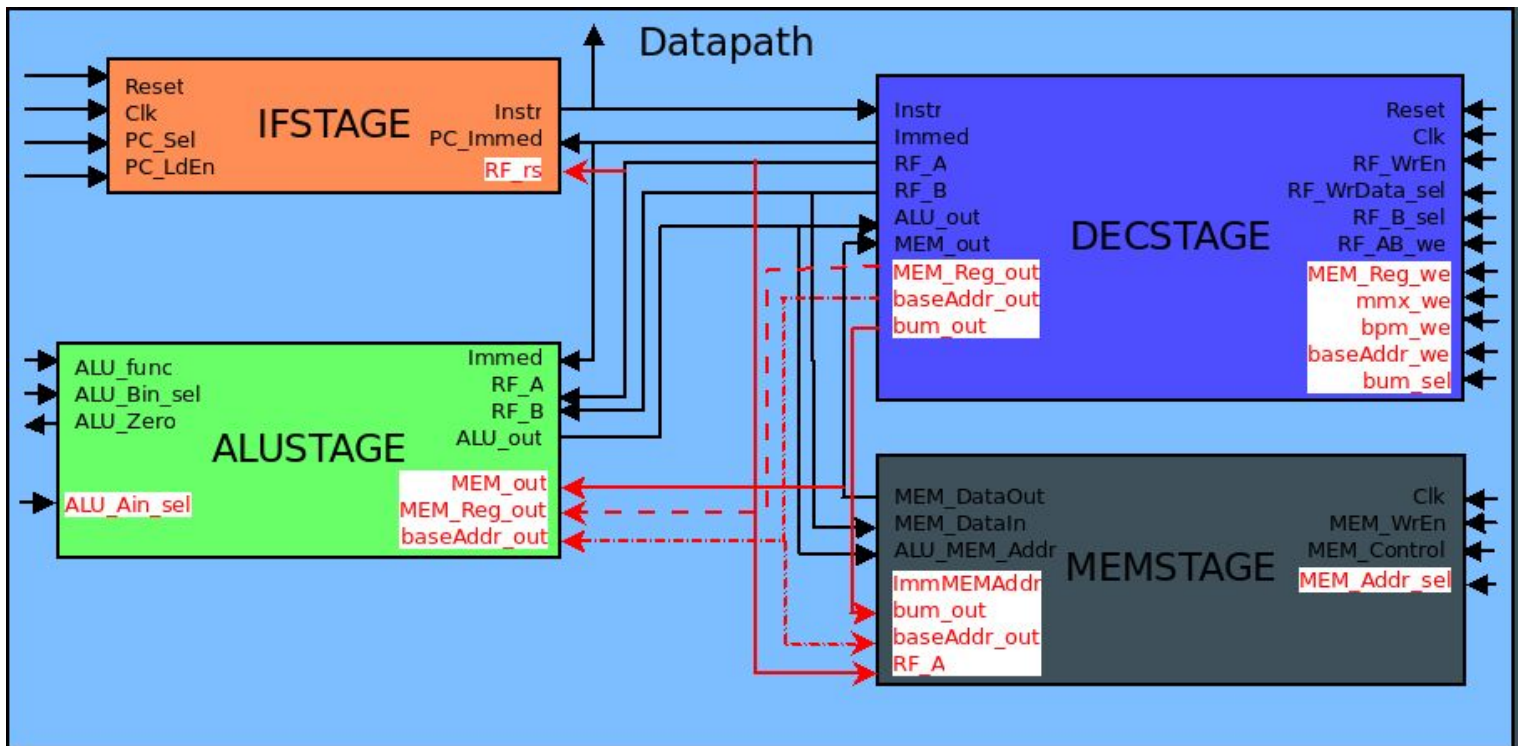 Datapath
IFSTAGE
Reset
Clk
PC_Sel
PC_LdEn
Instr
PC_Immed
RF_rs
DECSTAGE
Instr
Immed
RF_A
RF_B
ALU_out
MEM_out
MEM_Reg_out
baseAddr_out
bum_out
Reset
Clk
RF_WrEn
RF_WrData_sel
RF_B_sel
RF_AB_we
MEM_Reg_we
mmx_we
bpm_we
baseAddr_we
bum_sel
ALUSTAGE
ALU_func
ALU_Bin_sel
ALU_Zero
ALU_Ain_sel
Immed
RF_A
RF_B
ALU_out
MEM_out
MEM_Reg_out
baseAddr_out
MEMSTAGE
MEM_DataOut
MEM_DataIn
ALU_MEM_Addr
ImmMEMAddr
bum_out
baseAddr_out
RF_A
Clk
MEM_WrEn
MEM_Control
MEM_Addr_sel